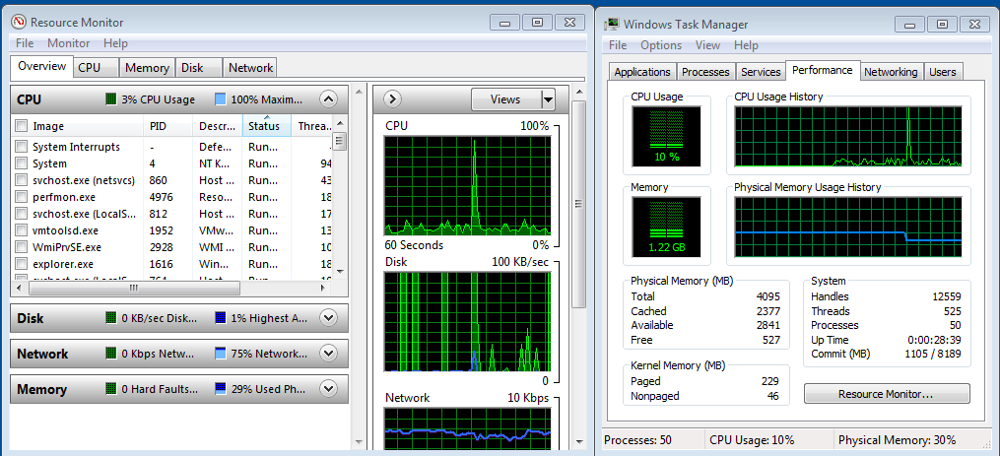 Resource Monitor
File Monitor Help
Overview CPU Memory Disk Network
CPU 3% CPU Usage 100% Maxim...
Image PID Descr... Status Threa...
System Interrupts - Defe... Run... -
System 4 NT K... Run... 94
svchost.exe (netsvcs) 860 Host ... Run... 43
perfmon.exe 4976 Reso... Run... 18
svchost.exe (LocalS... 812 Host ... Run... 17
vmtoolsd.exe 1952 VMw... Run... 13
WmiPrvSE.exe 2928 WMI ... Run... 10
explorer.exe 1616 Win... Run... 18
Disk 0 KB/sec Disk... 1% Highest A...
Network 0 Kbps Netw... 75% Network...
Memory 0 Hard Faults... 29% Used Ph...
Views
CPU 100%
60 Seconds 0%
Disk 100 KB/sec
0
Network 10 Kbps
Windows Task Manager
File Options View Help
Applications Processes Services Performance Networking Users
CPU Usage CPU Usage History
10 %
Memory Physical Memory Usage History
1.22 GB
Physical Memory (MB)
Total 4095
Cached 2377
Available 2841
Free 527
Kernel Memory (MB)
Paged 229
Nonpaged 46
System
Handles 12559
Threads 525
Processes 50
Up Time 0:00:28:39
Commit (MB) 1105 / 8189
Resource Monitor...
Processes: 50 CPU Usage: 10% Physical Memory: 30%